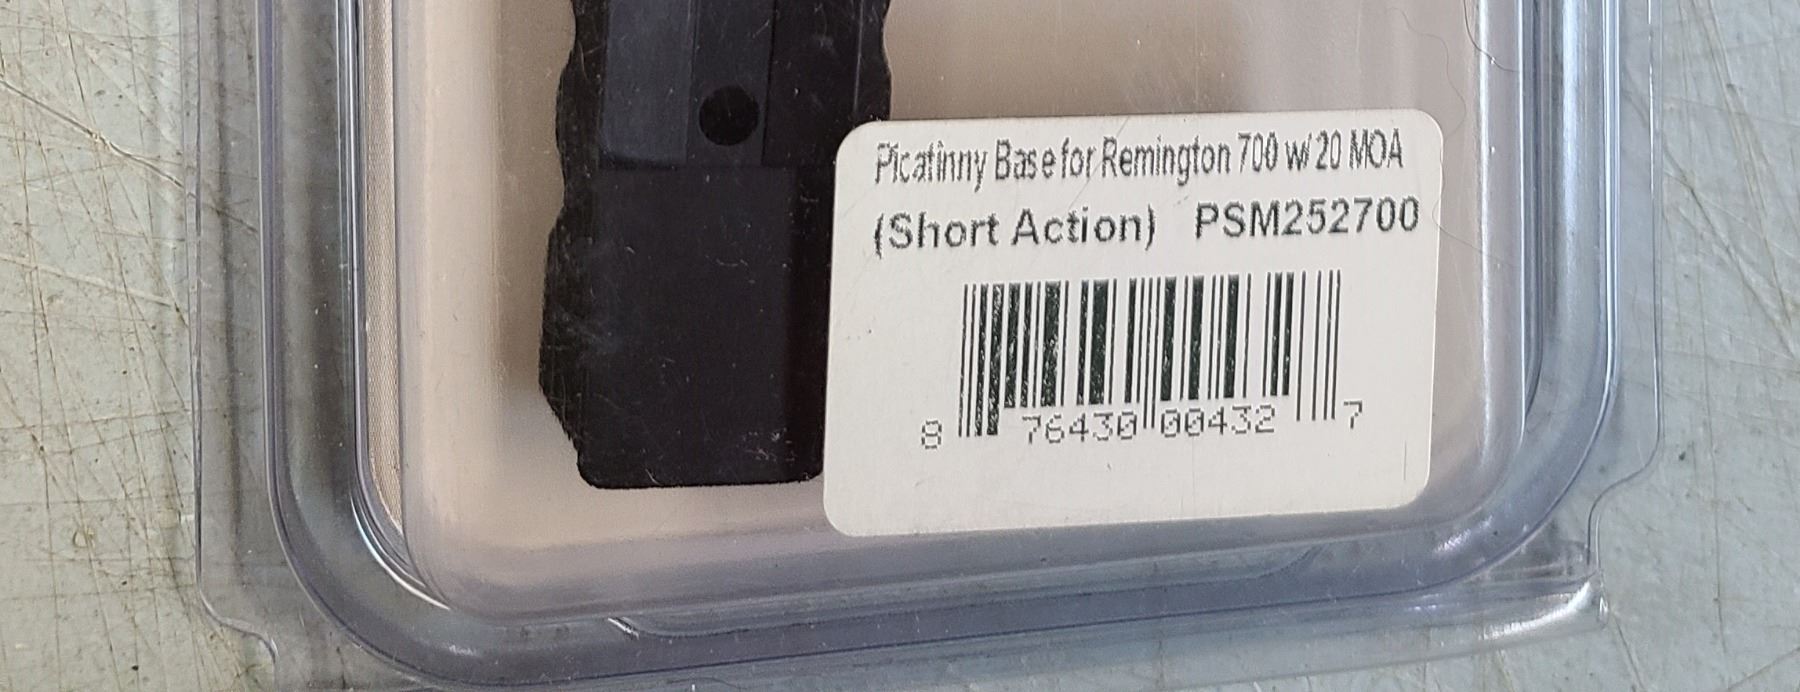 Picatinny Base for Remington 700 w/ 20 MOA
(Short Action) PSM252700
8 76430 00432 7